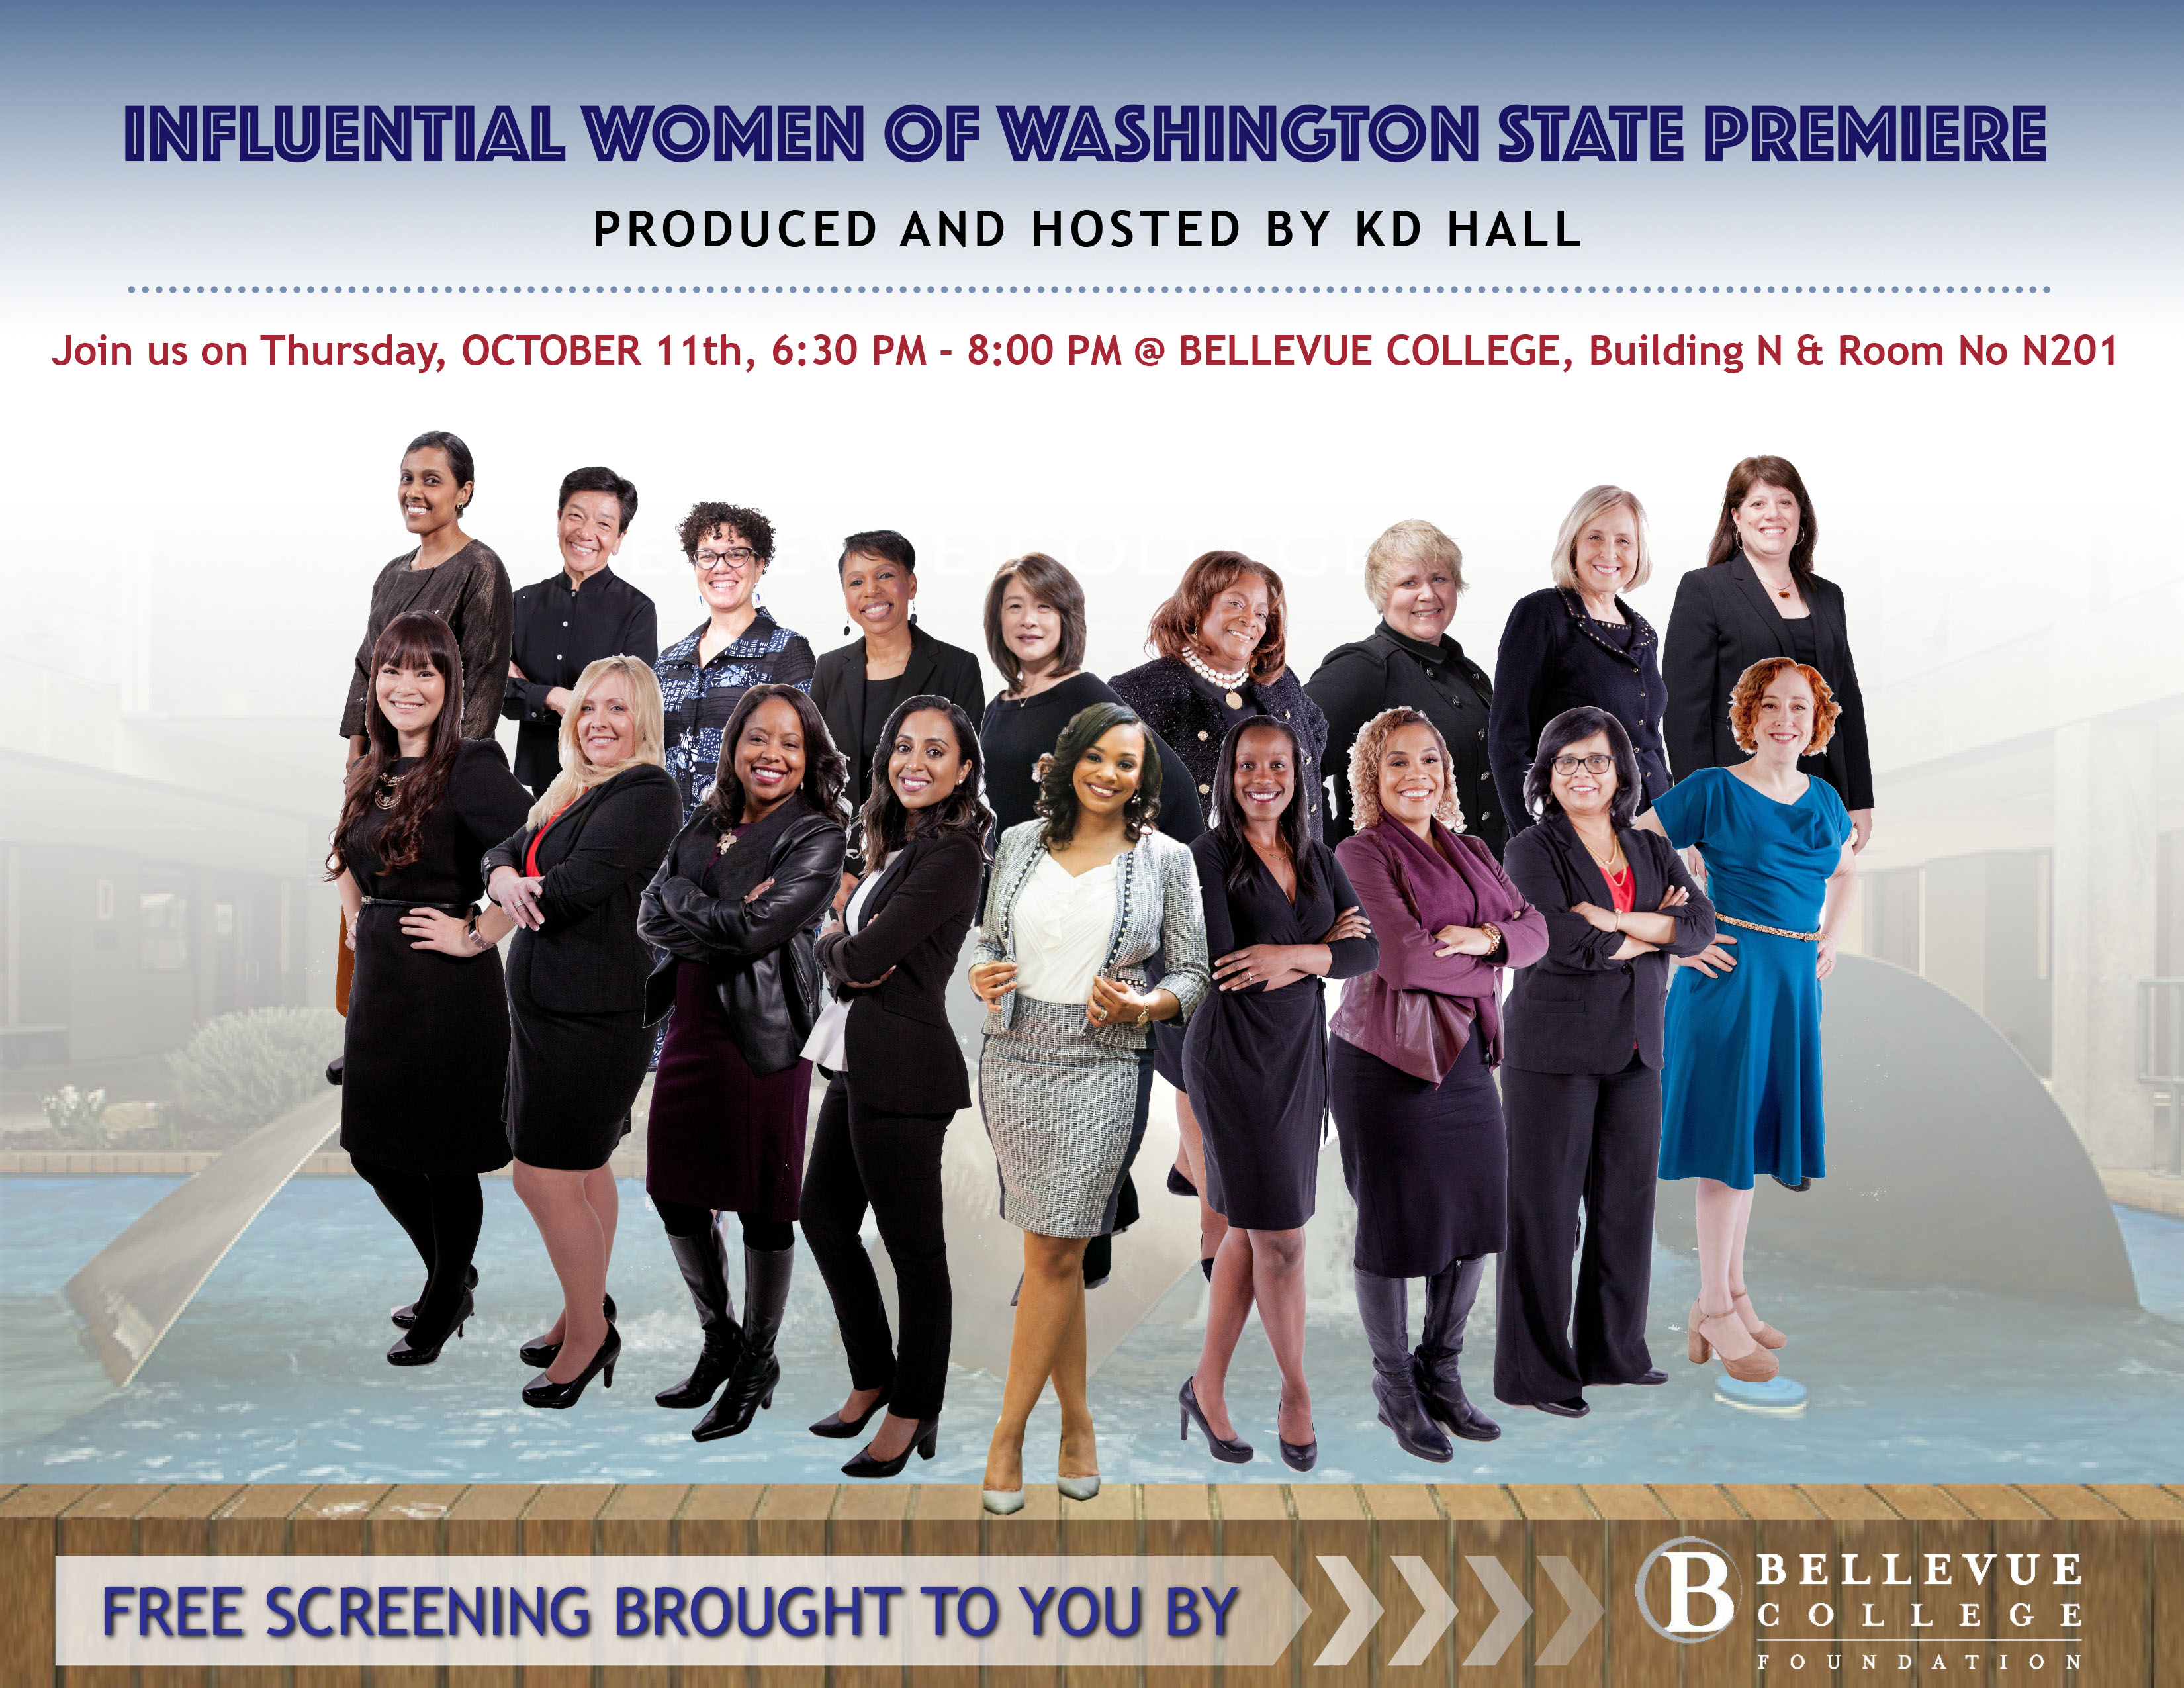 INFLUENTIAL WOMEN OF WASHINGTON STATE PREMIERE
PRODUCED AND HOSTED BY KD HALL
Join us on Thursday, OCTOBER 11th, 6:30 PM - 8:00 PM @ BELLEVUE COLLEGE, Building N & Room No N201
COLLEGE
FREE SCREENING BROUGHT TO YOU BY
B BELLEVUE
COLLEGE
FOUNDATION